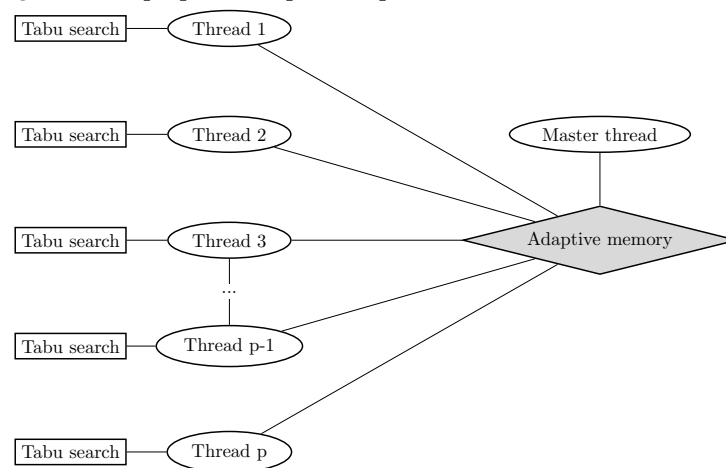 Tabu search Thread 1
Tabu search Thread 2 Master thread
Tabu search Thread 3 Adaptive memory
...
Tabu search Thread p-1
Tabu search Thread p